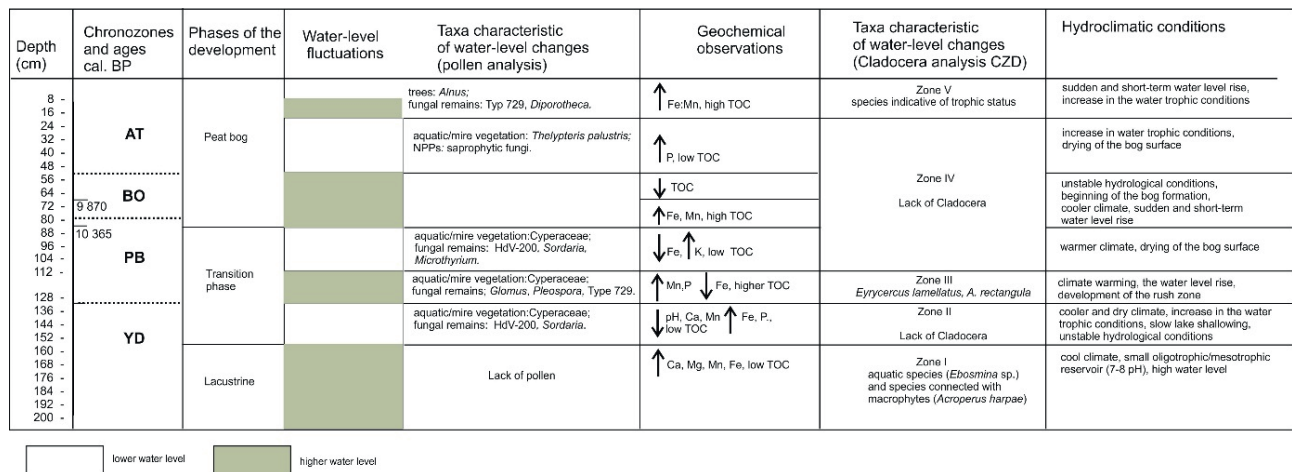 Depth
(cm)
Chronozones
and ages
cal. BP
Phases of the
development
Water-level
fluctuations
Taxa characteristic
of water-level changes
(pollen analysis)
Geochemical
observations
Taxa characteristic
of water-level changes
(Cladocera analysis CZD)
Hydroclimatic conditions
8 -
16 -
24 -
32 -
40 -
48 -
56 -
64 -
72 -
80 -
88 -
96 -
104 -
112 -
128 -
136 -
144 -
152 -
160 -
168 -
176 -
184 -
192 -
200 -
AT
BO
9 870
10 365
PB
YD
Peat bog
Transition
phase
Lacustrine
trees: Alnus;
fungal remains: Typ 729, Diporotheca.
aquatic/mire vegetation: Thelypteris palustris;
NPPs: saprophytic fungi.
aquatic/mire vegetation:Cyperaceae;
fungal remains: HdV-200, Sordaria,
Microthyrium.
aquatic/mire vegetation:Cyperaceae;
fungal remains; Glomus, Pleospora, Type 729.
aquatic/mire vegetation:Cyperaceae;
fungal remains: HdV-200, Sordaria.
Lack of pollen
↑ Fe:Mn, high TOC
↑ P, low TOC
↓ TOC
↑ Fe, Mn, high TOC
↓ Fe, ↑ K, low TOC
↑ Mn,P ↓ Fe, higher TOC
↓ pH, Ca, Mn ↑ Fe, P.,
low TOC
↑ Ca, Mg, Mn, Fe, low TOC
Zone V
species indicative of trophic status
Zone IV
Lack of Cladocera
Zone III
Eyrycercus lamellatus, A. rectangula
Zone II
Lack of Cladocera
Zone I
aquatic species (Ebosmina sp.)
and species connected with
macrophytes (Acroperus harpae)
sudden and short-term water level rise,
increase in the water trophic conditions
increase in water trophic conditions,
drying of the bog surface
unstable hydrological conditions,
beginning of the bog formation,
cooler climate, sudden and short-term
water level rise
warmer climate, drying of the bog surface
climate warming, the water level rise,
development of the rush zone
cooler and dry climate, increase in the water
trophic conditions, slow lake shallowing,
unstable hydrological conditions
cool climate, small oligotrophic/mesotrophic
reservoir (7-8 pH), high water level
lower water level
higher water level